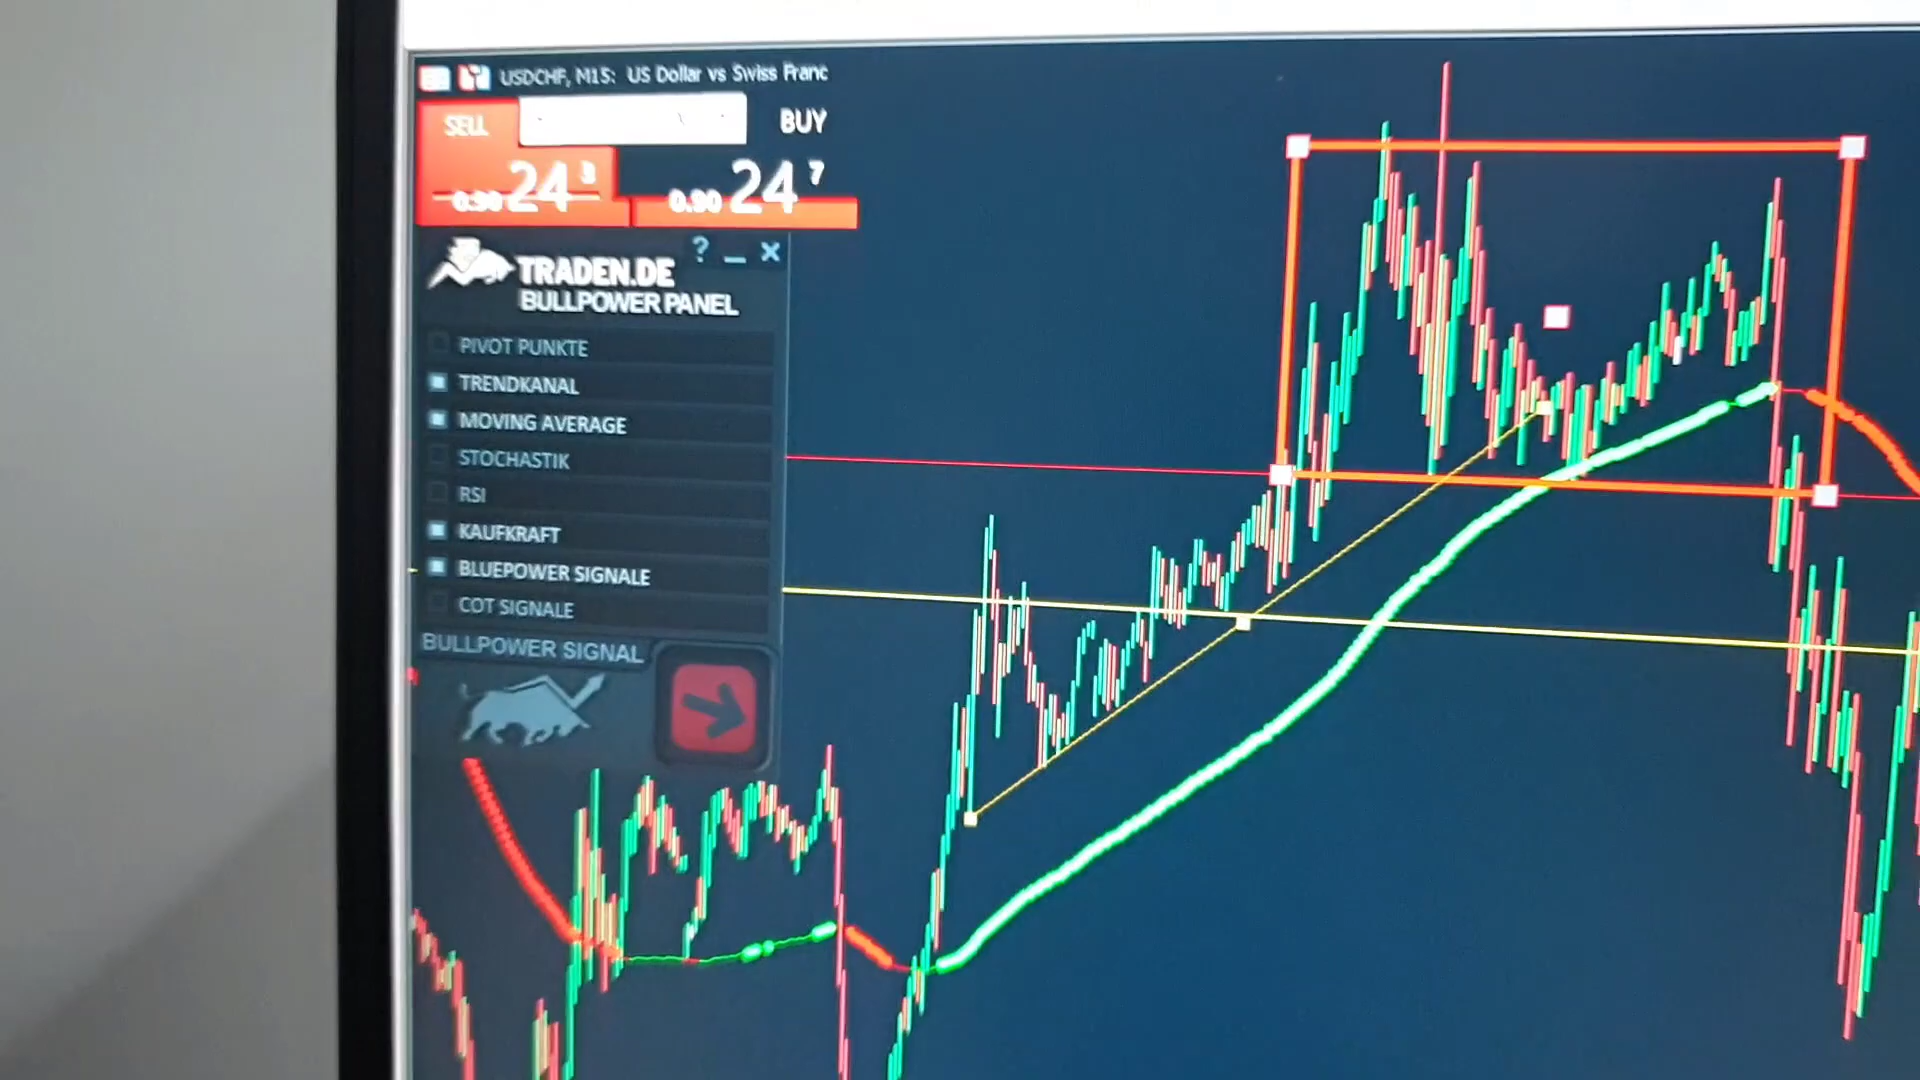 USDCHF, M15: US Dollar vs Swiss Franc
SELL BUY
0.90 24 3 0.90 24 7
? _ X
TRADEN.DE
BULLPOWER PANEL
PIVOT PUNKTE
TRENDKANAL
MOVING AVERAGE
STOCHASTIK
RSI
KAUFKRAFT
BLUEPOWER SIGNALE
COT SIGNALE
BULLPOWER SIGNAL